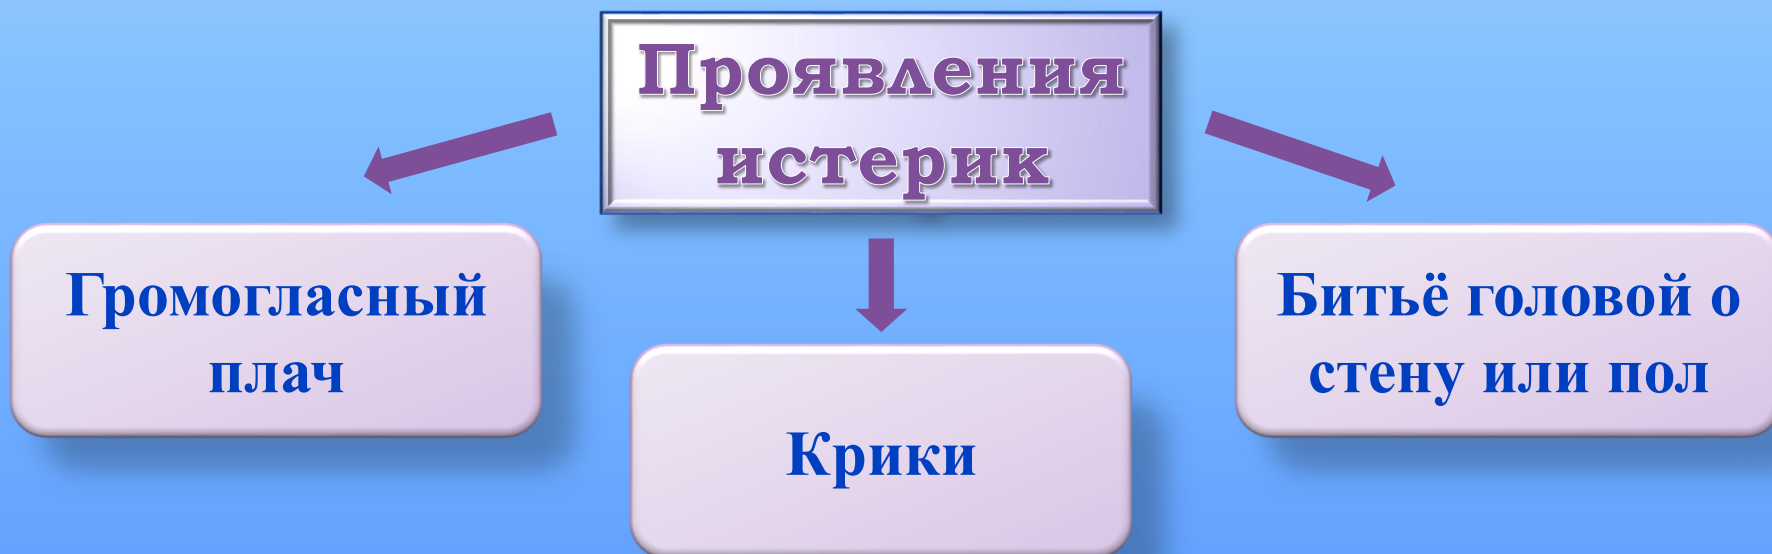 Проявления
истерик
Громогласный
плач
Крики
Битьё головой о
стену или пол